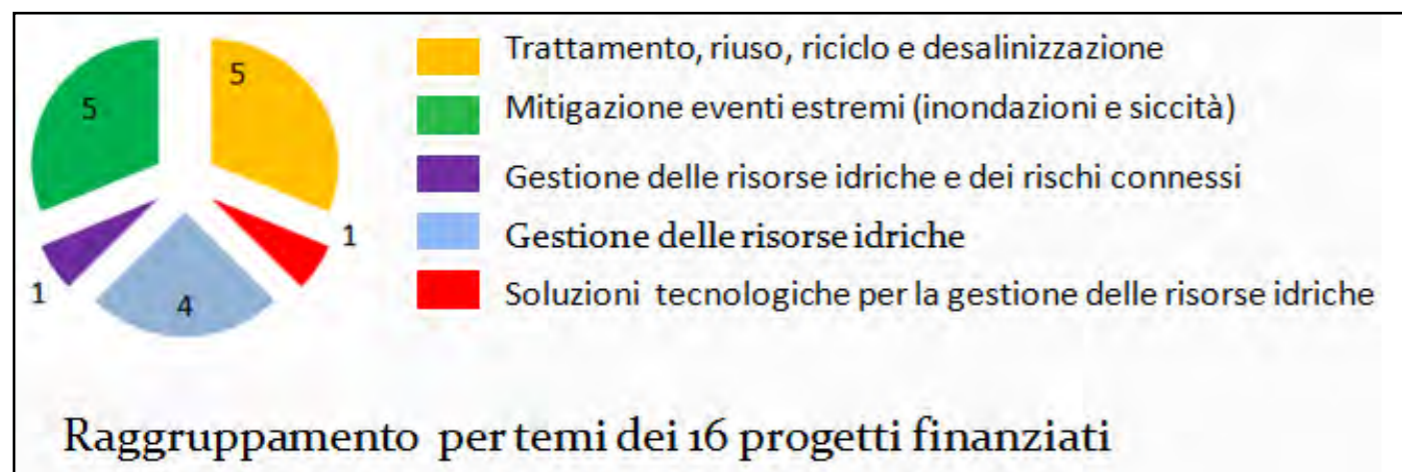 5
5
1
4
1
Trattamento, riuso, riciclo e desalinizzazione
Mitigazione eventi estremi (inondazioni e siccità)
Gestione delle risorse idriche e dei rischi connessi
Gestione delle risorse idriche
Soluzioni tecnologiche per la gestione delle risorse idriche
Raggruppamento per temi dei 16 progetti finanziati